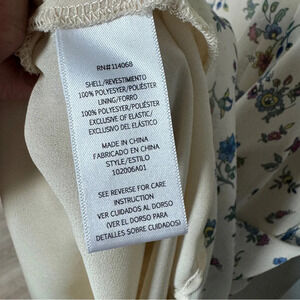 RN#114068
SHELL/REVESTIMENTO
100% POLYESTER/POLIÉSTER
LINING/FORRO
100% POLYESTER/POLIÉSTER
EXCLUSIVE OF ELASTIC/
EXCLUSIVO DEL ELÁSTICO
MADE IN CHINA
FABRICADO EN CHINA
STYLE/ESTILO
102006A01
SEE REVERSE FOR CARE
INSTRUCTION
VER CUIDADOS AL DORSO
(VER EL DORSO PARA
DETALLES SOBRE CUIDADOS)